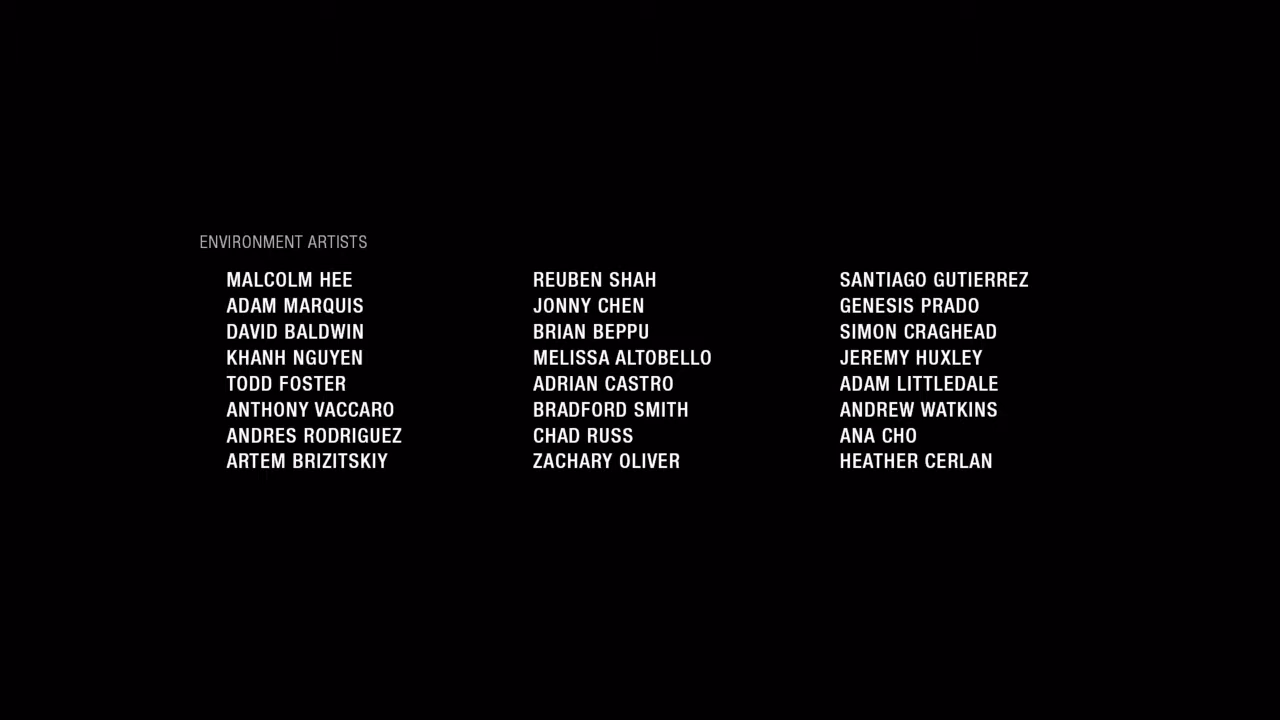 ENVIRONMENT ARTISTS
MALCOLM HEE
ADAM MARQUIS
DAVID BALDWIN
KHANH NGUYEN
TODD FOSTER
ANTHONY VACCARO
ANDRES RODRIGUEZ
ARTEM BRIZITSKIY
REUBEN SHAH
JONNY CHEN
BRIAN BEPPU
MELISSA ALTOBELLO
ADRIAN CASTRO
BRADFORD SMITH
CHAD RUSS
ZACHARY OLIVER
SANTIAGO GUTIERREZ
GENESIS PRADO
SIMON CRAGHEAD
JEREMY HUXLEY
ADAM LITTLEDALE
ANDREW WATKINS
ANA CHO
HEATHER CERLAN